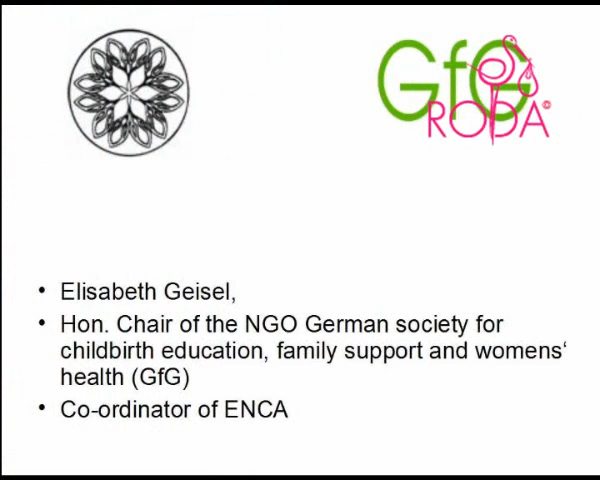 GfG
RODA©
• Elisabeth Geisel,
• Hon. Chair of the NGO German society for
childbirth education, family support and womens‘
health (GfG)
• Co-ordinator of ENCA